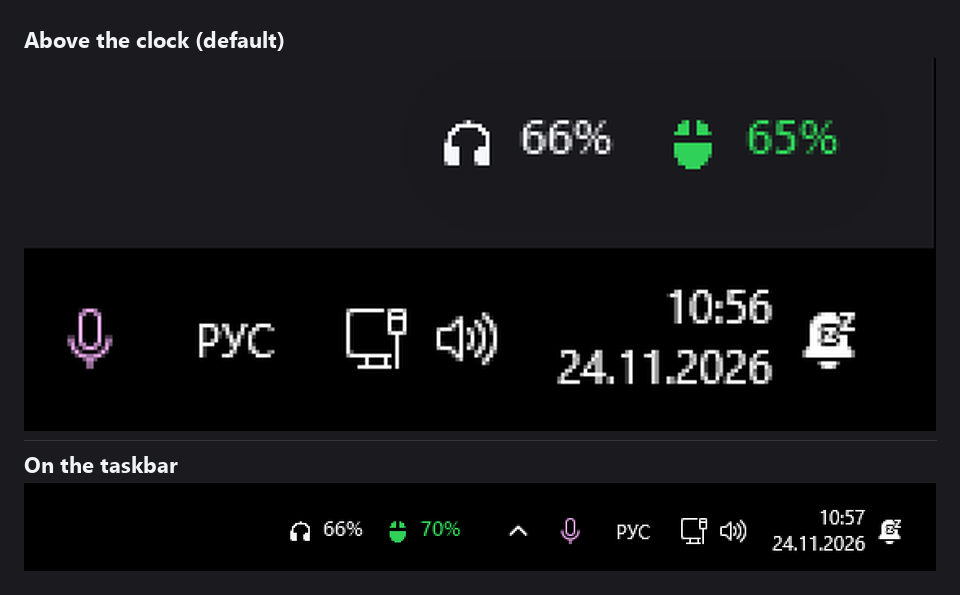 Above the clock (default)
66% 65%
РУС 10:56
24.11.2026
On the taskbar
66% 70% РУС 10:57
24.11.2026